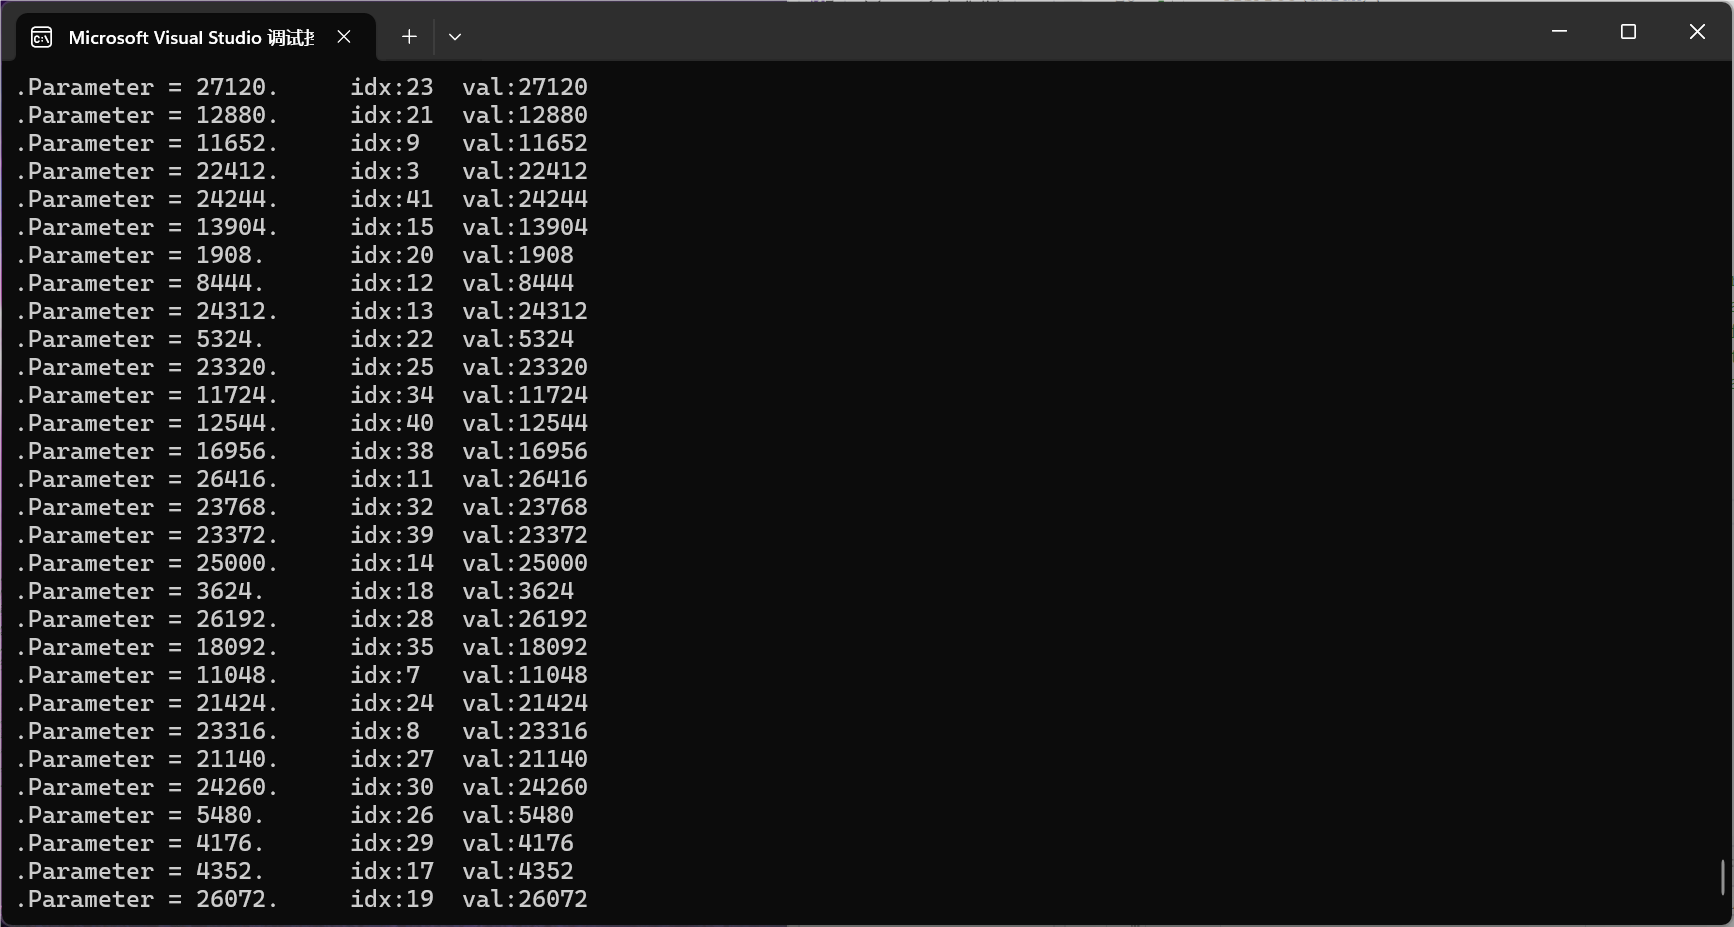 Microsoft Visual Studio 调试
.Parameter = 27120. idx:23 val:27120
.Parameter = 12880. idx:21 val:12880
.Parameter = 11652. idx:9 val:11652
.Parameter = 22412. idx:3 val:22412
.Parameter = 24244. idx:41 val:24244
.Parameter = 13904. idx:15 val:13904
.Parameter = 1908. idx:20 val:1908
.Parameter = 8444. idx:12 val:8444
.Parameter = 24312. idx:13 val:24312
.Parameter = 5324. idx:22 val:5324
.Parameter = 23320. idx:25 val:23320
.Parameter = 11724. idx:34 val:11724
.Parameter = 12544. idx:40 val:12544
.Parameter = 16956. idx:38 val:16956
.Parameter = 26416. idx:11 val:26416
.Parameter = 23768. idx:32 val:23768
.Parameter = 23372. idx:39 val:23372
.Parameter = 25000. idx:14 val:25000
.Parameter = 3624. idx:18 val:3624
.Parameter = 26192. idx:28 val:26192
.Parameter = 18092. idx:35 val:18092
.Parameter = 11048. idx:7 val:11048
.Parameter = 21424. idx:24 val:21424
.Parameter = 23316. idx:8 val:23316
.Parameter = 21140. idx:27 val:21140
.Parameter = 24260. idx:30 val:24260
.Parameter = 5480. idx:26 val:5480
.Parameter = 4176. idx:29 val:4176
.Parameter = 4352. idx:17 val:4352
.Parameter = 26072. idx:19 val:26072